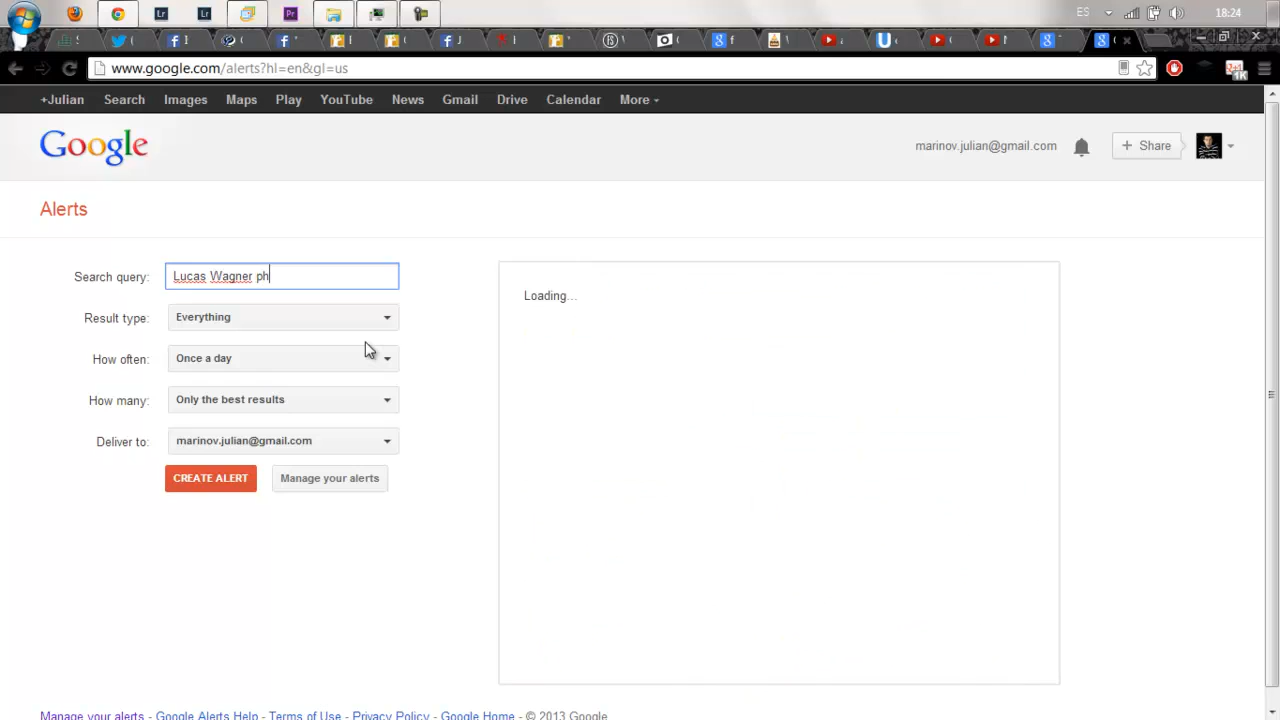 ES 18:24
www.google.com/alerts?hl=en&gl=us
+Julian Search Images Maps Play YouTube News Gmail Drive Calendar More
Google marinov.julian@gmail.com + Share
Alerts
Search query: Lucas Wagner ph
Loading...
Result type: Everything
How often: Once a day
How many: Only the best results
Deliver to: marinov.julian@gmail.com
CREATE ALERT Manage your alerts
Manage your alerts - Google Alerts Help - Terms of Use - Privacy Policy - Google Home - © 2013 Google